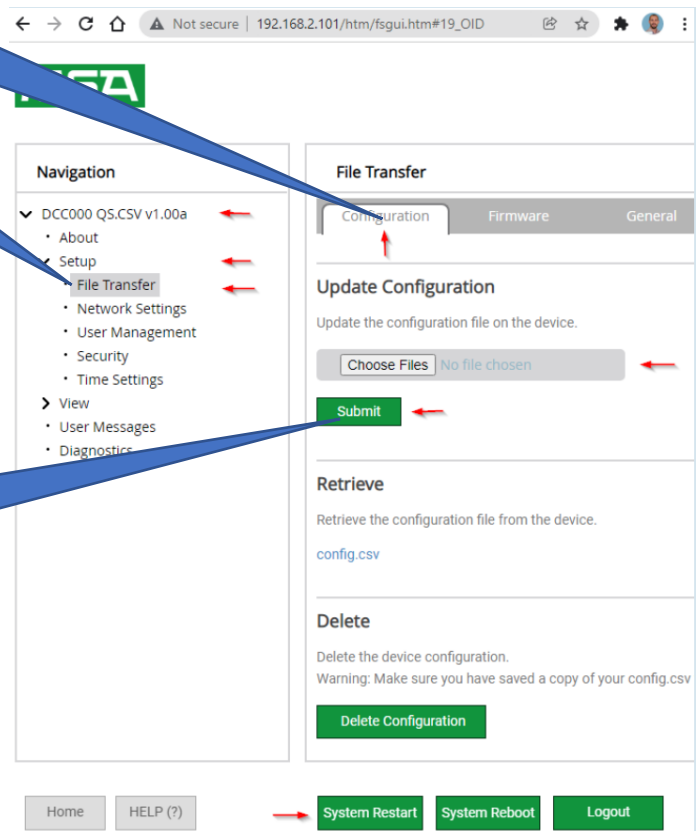 Not secure | 192.168.2.101/htm/fsgui.htm#19_OID
Navigation
DCC000 QS.CSV v1.00a
About
Setup
File Transfer
Network Settings
User Management
Security
Time Settings
View
User Messages
Diagnostics
File Transfer
Configuration Firmware General
Update Configuration
Update the configuration file on the device.
Choose Files No file chosen
Submit
Retrieve
Retrieve the configuration file from the device.
config.csv
Delete
Delete the device configuration.
Warning: Make sure you have saved a copy of your config.csv
Delete Configuration
Home HELP (?) System Restart System Reboot Logout